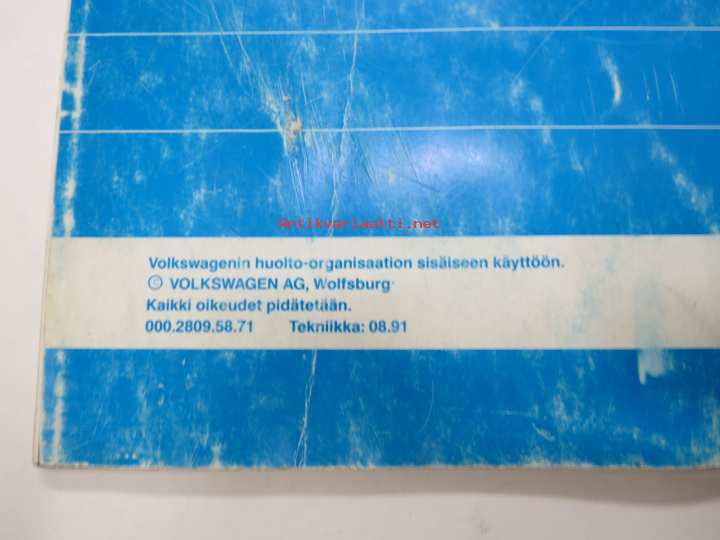 Antikvariaatti.net
Volkswagenin huolto-organisaation sisäiseen käyttöön.
© VOLKSWAGEN AG, Wolfsburg
Kaikki oikeudet pidätetään.
000.2809.58.71 Tekniikka: 08.91